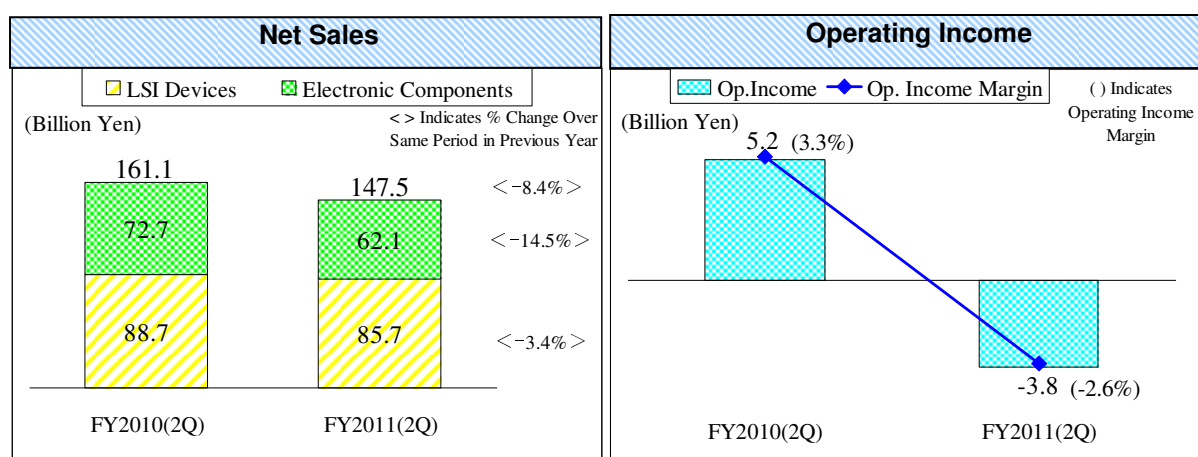 Net Sales
LSI Devices
Electronic Components
(Billion Yen)
< > Indicates % Change Over
Same Period in Previous Year
161.1
147.5
<-8.4%>
72.7
62.1
<-14.5%>
88.7
85.7
<-3.4%>
FY2010(2Q)
FY2011(2Q)
Operating Income
Op.Income
Op. Income Margin
( ) Indicates
Operating Income
Margin
(Billion Yen)
5.2 (3.3%)
-3.8 (-2.6%)
FY2010(2Q)
FY2011(2Q)